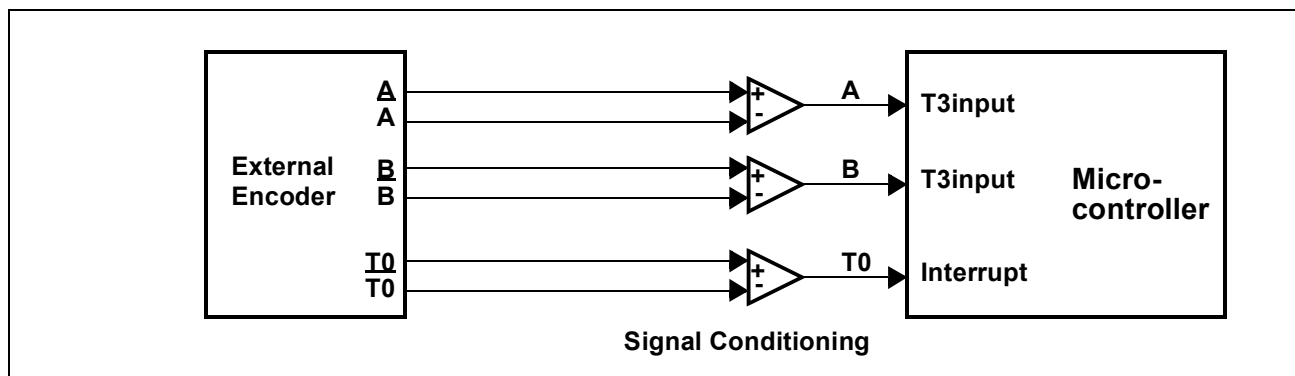 A
A
B
B
T0
T0
External
Encoder
+
-
+
-
+
-
A
B
T0
T3input
T3input
Interrupt
Micro-
controller
Signal Conditioning